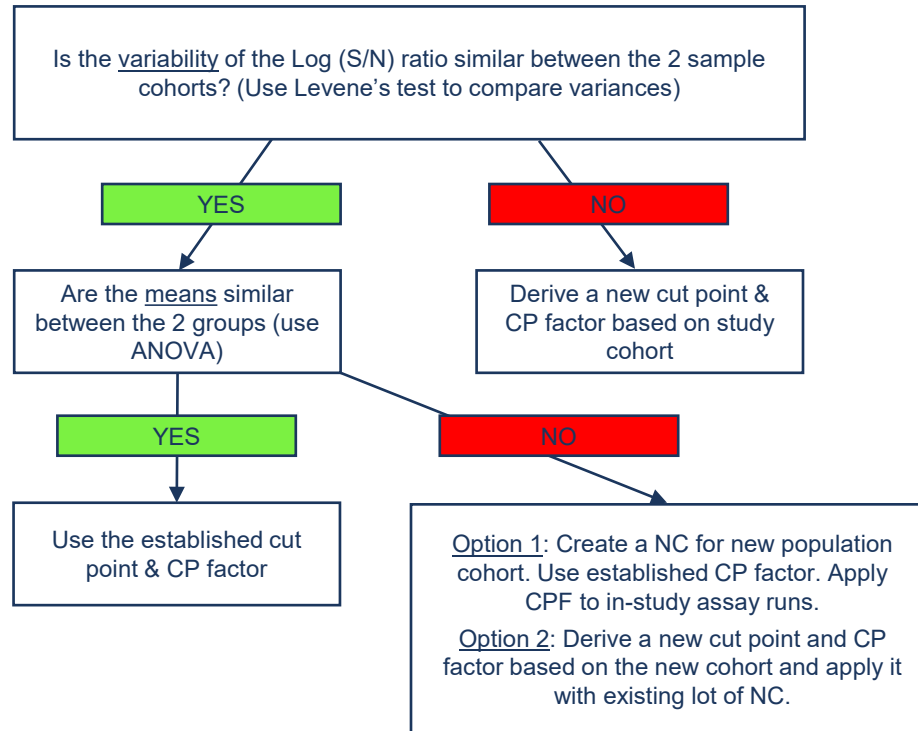 Is the variability of the Log (S/N) ratio similar between the 2 sample
cohorts? (Use Levene's test to compare variances)
YES
NO
Are the means similar
between the 2 groups (use
ANOVA)
Derive a new cut point &
CP factor based on study
cohort
YES
NO
Use the established cut
point & CP factor
Option 1: Create a NC for new population
cohort. Use established CP factor. Apply
CPF to in-study assay runs.
Option 2: Derive a new cut point and CP
factor based on the new cohort and apply it
with existing lot of NC.